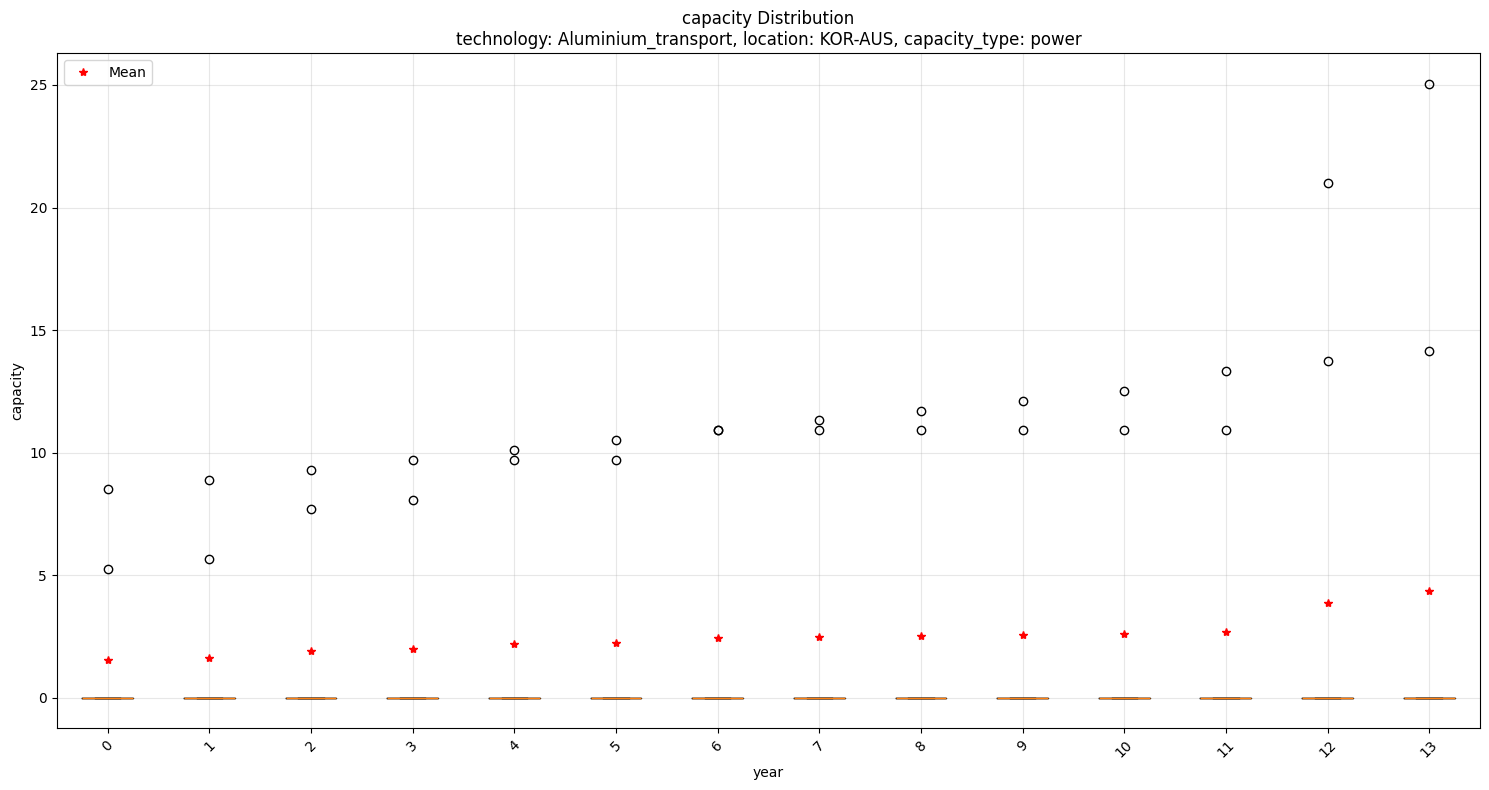 capacity Distribution
technology: Aluminium_transport, location: KOR-AUS, capacity_type: power
Mean
25
20
15
10
5
0
capacity
0 1 2 3 4 5 6 7 8 9 10 11 12 13
year